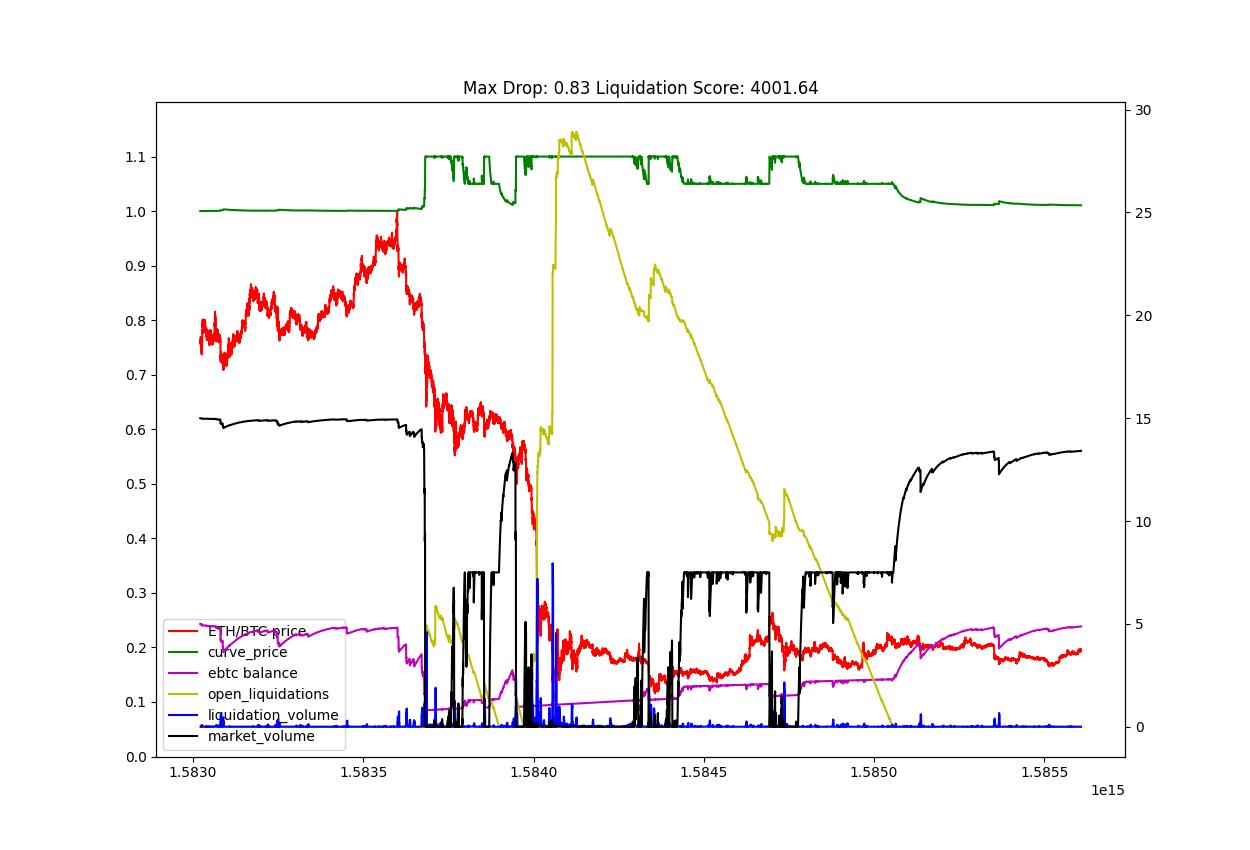 Max Drop: 0.83 Liquidation Score: 4001.64
1.1
1.0
0.9
0.8
0.7
0.6
0.5
0.4
0.3
0.2
0.1
0.0
30
25
20
15
10
5
0
ETH/BTC price
curve_price
ebtc balance
open_liquidations
liquidation_volume
market_volume
1.5830 1.5835 1.5840 1.5845 1.5850 1.5855
1e15